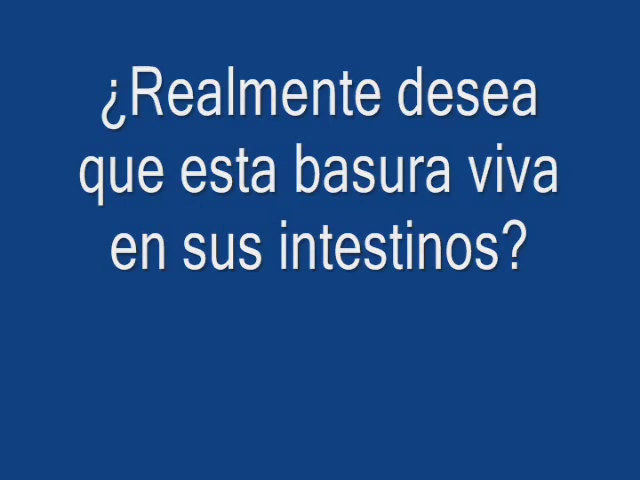 ¿Realmente desea
que esta basura viva
en sus intestinos?